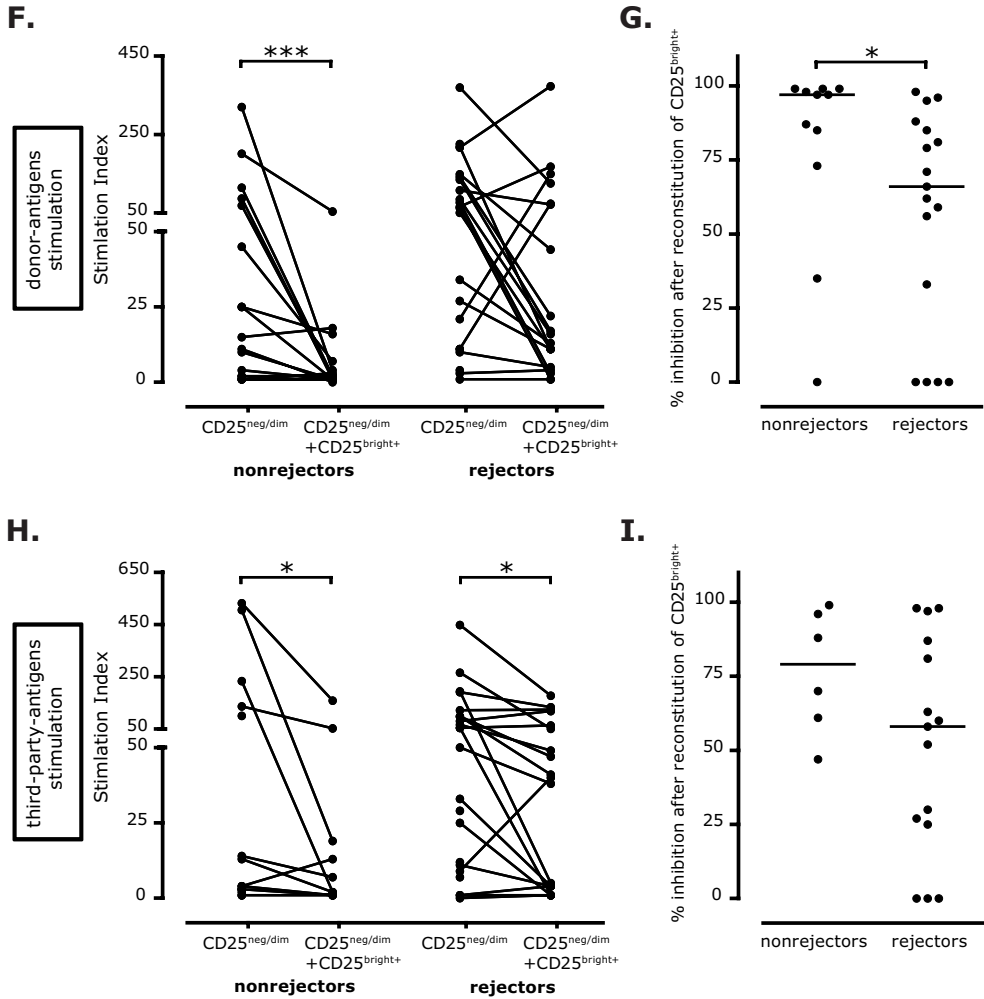 F.
donor-antigens
stimulation
Stimlation Index
450
250
50
50
25
0
***
CD25neg/dim
CD25neg/dim
+CD25bright+
CD25neg/dim
CD25neg/dim
+CD25bright+
nonrejectors
rejectors
G.
% inhibition after reconstitution of CD25bright+
100
75
50
25
0
*
nonrejectors
rejectors
H.
third-party-antigens
stimulation
Stimlation Index
650
450
250
50
50
25
0
*
*
CD25neg/dim
CD25neg/dim
+CD25bright+
CD25neg/dim
CD25neg/dim
+CD25bright+
nonrejectors
rejectors
I.
% inhibition after reconstitution of CD25bright+
100
75
50
25
0
nonrejectors
rejectors